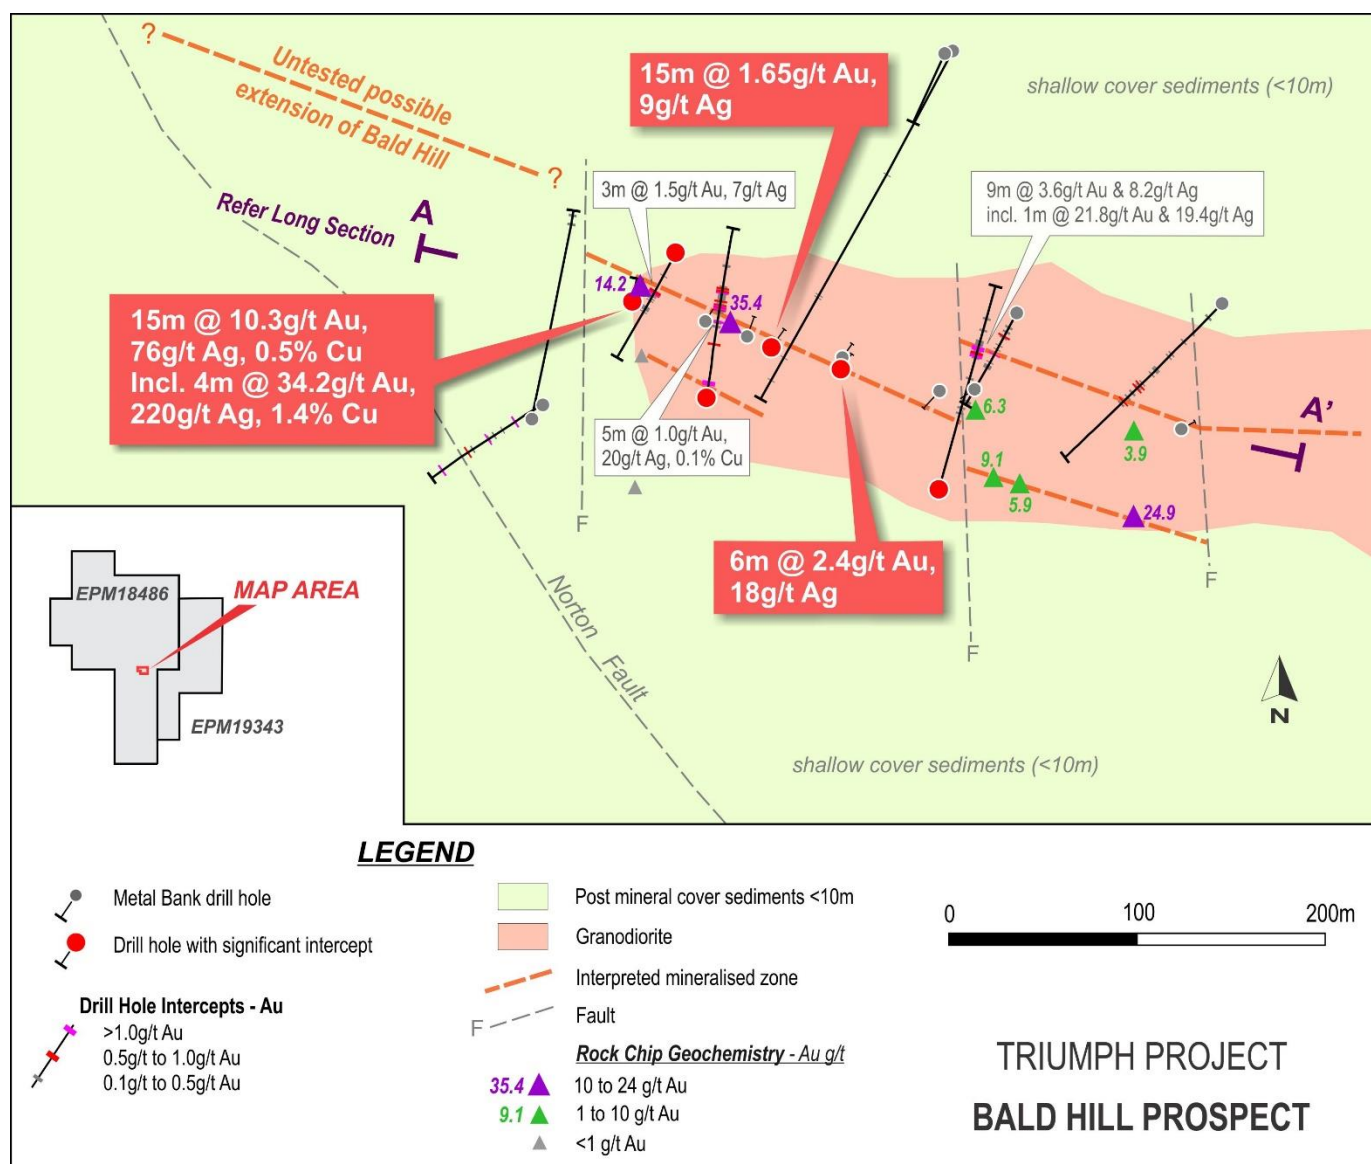 ?
Untested possible
extension of Bald Hill
?
15m @ 1.65g/t Au,
9g/t Ag
shallow cover sediments (<10m)
Refer Long Section
A
3m @ 1.5g/t Au, 7g/t Ag
9m @ 3.6g/t Au & 8.2g/t Ag
incl. 1m @ 21.8g/t Au & 19.4g/t Ag
14.2
35.4
15m @ 10.3g/t Au,
76g/t Ag, 0.5% Cu
Incl. 4m @ 34.2g/t Au,
220g/t Ag, 1.4% Cu
5m @ 1.0g/t Au,
20g/t Ag, 0.1% Cu
6.3
3.9
A'
9.1
5.9
24.9
F
6m @ 2.4g/t Au,
18g/t Ag
F
F
Norton Fault
N
shallow cover sediments (<10m)
EPM18486
MAP AREA
EPM19343
LEGEND
Metal Bank drill hole
Drill hole with significant intercept
Drill Hole Intercepts - Au
>1.0g/t Au
0.5g/t to 1.0g/t Au
0.1g/t to 0.5g/t Au
Post mineral cover sediments <10m
Granodiorite
Interpreted mineralised zone
F
Fault
Rock Chip Geochemistry - Au g/t
35.4 10 to 24 g/t Au
9.1 1 to 10 g/t Au
<1 g/t Au
0 100 200m
TRIUMPH PROJECT
BALD HILL PROSPECT